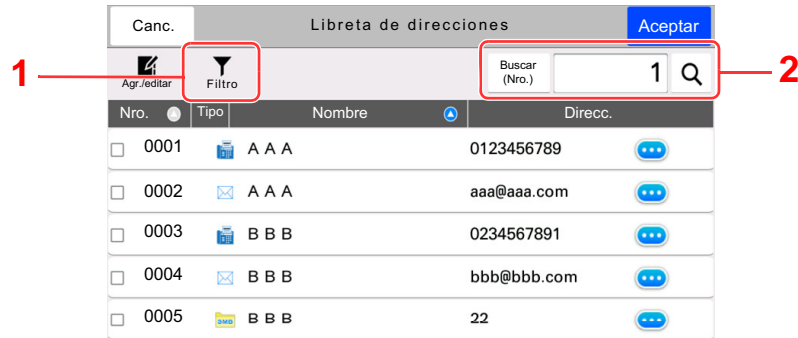 Canc. Libreta de direcciones Aceptar
1 Agr./editar Filtro Buscar (Nro.) 1 2
Nro. Tipo Nombre Direcc.
0001 A A A 0123456789
0002 A A A aaa@aaa.com
0003 B B B 0234567891
0004 B B B bbb@bbb.com
0005 SMB B B B 22